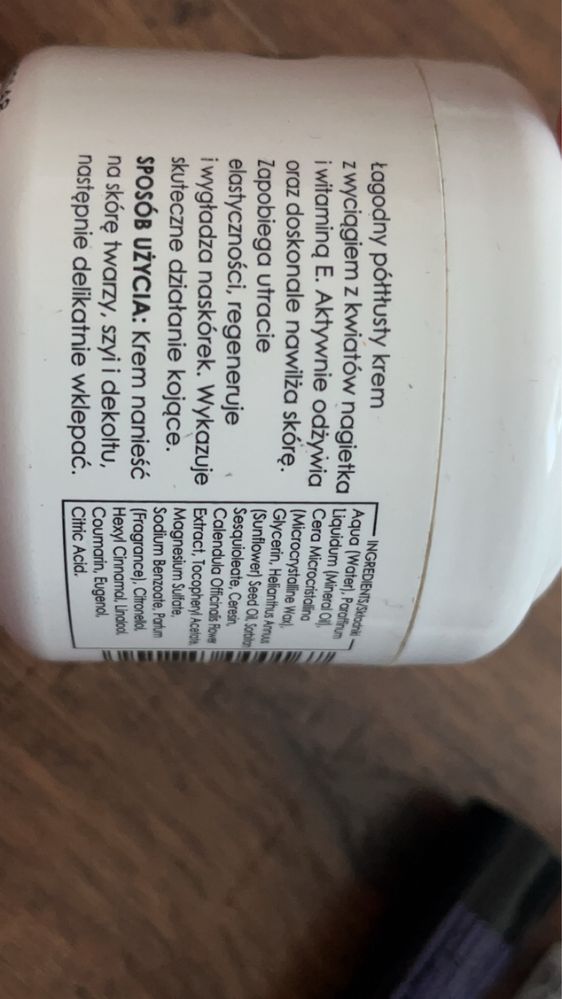 Łagodny półtłusty krem
z wyciągiem z kwiatów nagietka
i witaminą E. Aktywnie odżywia
oraz doskonale nawilża skórę.
Zapobiega utracie
elastyczności, regeneruje
i wygładza naskórek. Wykazuje
skuteczne działanie kojące.
SPOSÓB UŻYCIA: Krem nanieść
na skórę twarzy, szyi i dekoltu,
następnie delikatnie wklepać.
INGREDIENTS/Składniki
Aqua (Water), Paraffinum
Liquidum (Mineral Oil),
Cera Microcristallina
(Microcrystalline Wax),
Glycerin, Helianthus Annuus
(Sunflower) Seed Oil, Sorbitan
Sesquioleate, Ceresin,
Calendula Officinalis Flower
Extract, Tocopheryl Acetate,
Magnesium Sulfate,
Sodium Benzoate, Parfum
(Fragrance), Citronellol,
Hexyl Cinnamal, Linalool,
Coumarin, Eugenol,
Citric Acid.